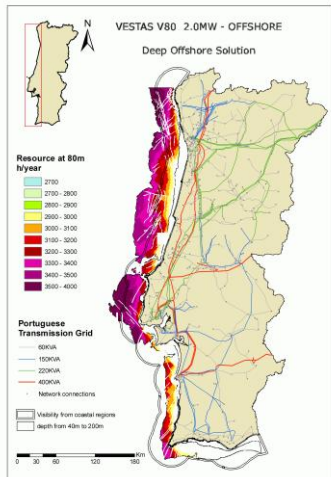 VESTAS V80 2.0MW - OFFSHORE
Deep Offshore Solution
N
Resource at 80m
h/year
2700
2700 - 2800
2800 - 2900
2900 - 3000
3000 - 3100
3100 - 3200
3200 - 3300
3300 - 3400
3400 - 3500
3500 - 4000
Portuguese
Transmission Grid
60KVA
150KVA
220KVA
400KVA
Network connections
Visibility from coastal regions
depth from 40m to 200m
0 30 60 120 180 Km